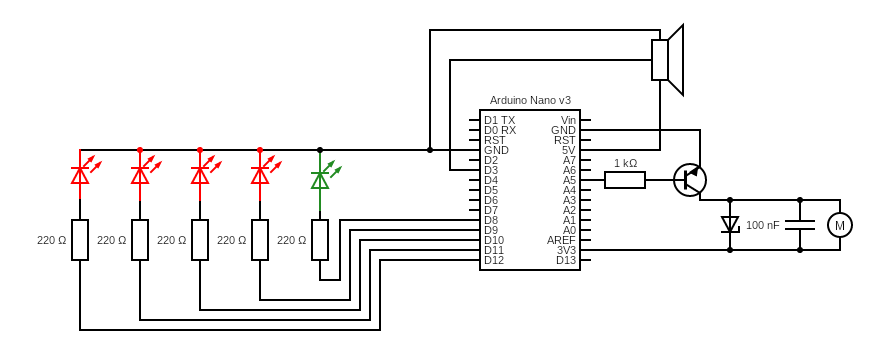 Arduino Nano v3
D1 TX Vin
D0 RX GND
RST RST
GND 5V
D2 A7
D3 A6
D4 A5
D5 A4
D6 A3
D7 A2
D8 A1
D9 A0
D10 AREF
D11 3V3
D12 D13
1 kΩ
220 Ω 220 Ω 220 Ω 220 Ω 220 Ω
100 nF
M